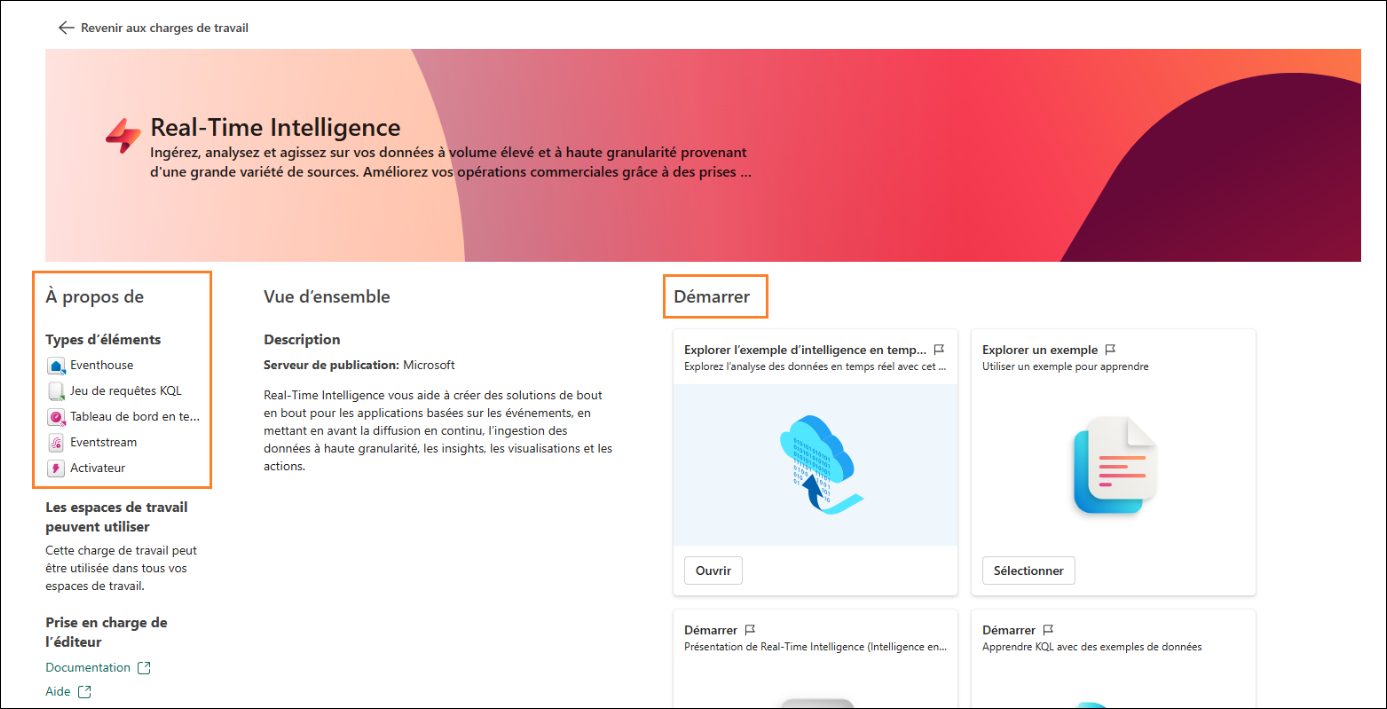 Revenir aux charges de travail
Real-Time Intelligence
Ingérez, analysez et agissez sur vos données à volume élevé et à haute granularité provenant
d'une grande variété de sources. Améliorez vos opérations commerciales grâce à des prises ...
À propos de
Types d'éléments
Eventhouse
Jeu de requêtes KQL
Tableau de bord en te...
Eventstream
Activateur
Les espaces de travail
peuvent utiliser
Cette charge de travail peut
être utilisée dans tous vos
espaces de travail.
Prise en charge de
l'éditeur
Documentation
Aide
Vue d'ensemble
Description
Serveur de publication: Microsoft
Real-Time Intelligence vous aide à créer des solutions de bout
en bout pour les applications basées sur les événements, en
mettant en avant la diffusion en continu, l'ingestion des
données à haute granularité, les insights, les visualisations et les
actions.
Démarrer
Explorer l'exemple d'intelligence en temp...
Explorez l'analyse des données en temps réel avec cet ...
Ouvrir
Explorer un exemple
Utiliser un exemple pour apprendre
Sélectionner
Démarrer
Présentation de Real-Time Intelligence (Intelligence en...
Démarrer
Apprendre KQL avec des exemples de données